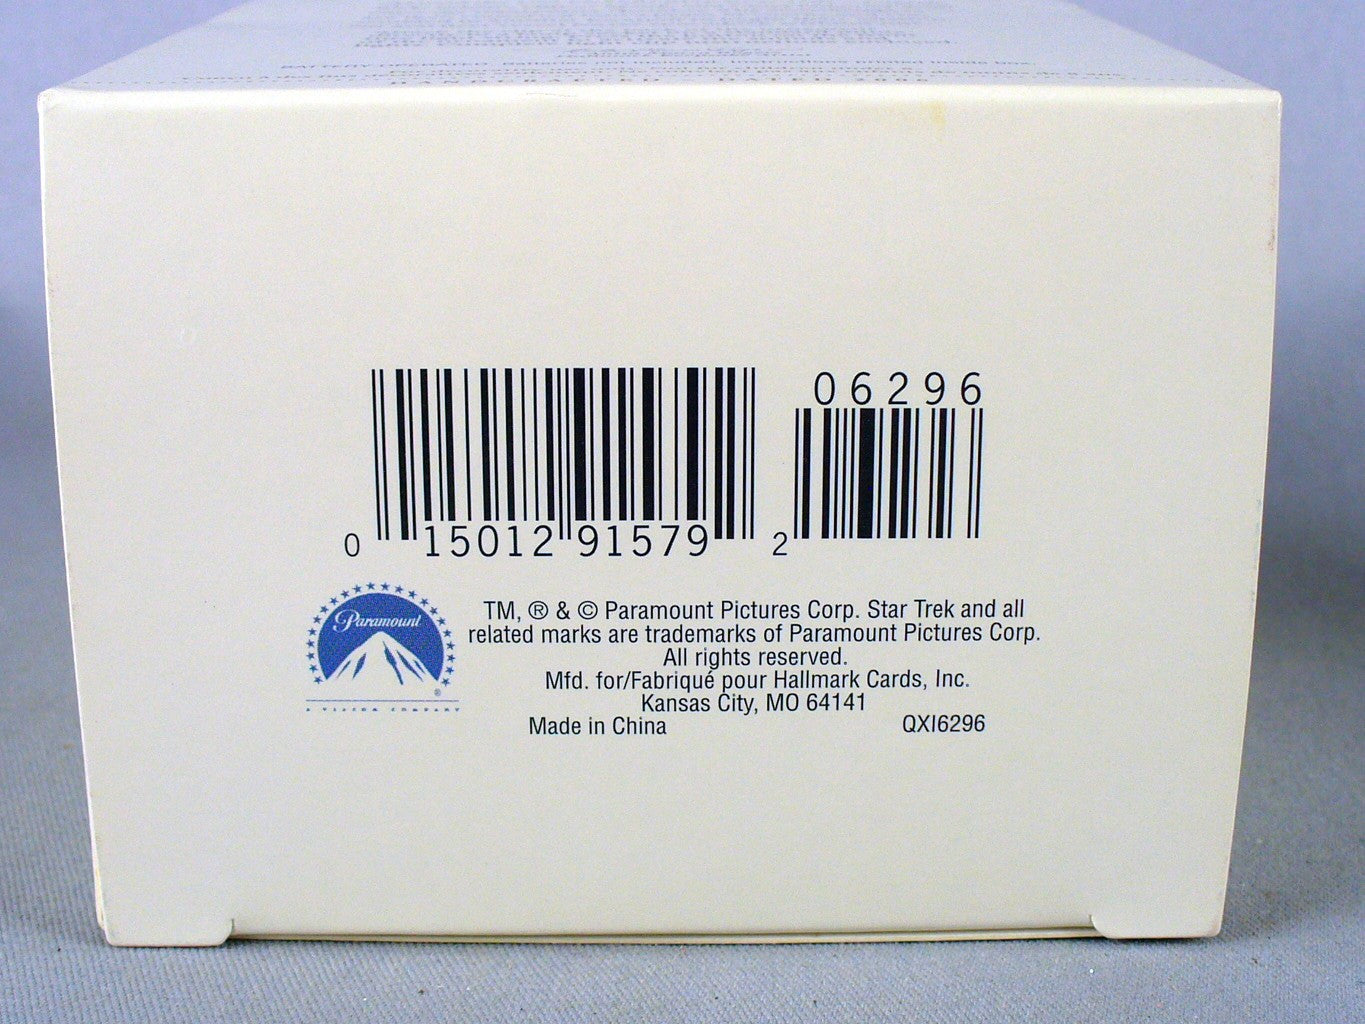 06296
0 15012 91579 2
Paramount
®
A VIACOM COMPANY
TM, ® & © Paramount Pictures Corp. Star Trek and all
related marks are trademarks of Paramount Pictures Corp.
All rights reserved.
Mfd. for/Fabriqué pour Hallmark Cards, Inc.
Kansas City, MO 64141
Made in China QXI6296